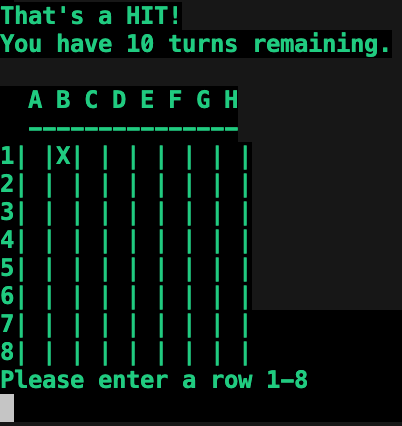 That's a HIT!
You have 10 turns remaining.
  A B C D E F G H
  ---------------
1| |X| | | | | | |
2| | | | | | | | |
3| | | | | | | | |
4| | | | | | | | |
5| | | | | | | | |
6| | | | | | | | |
7| | | | | | | | |
8| | | | | | | | |
Please enter a row 1-8